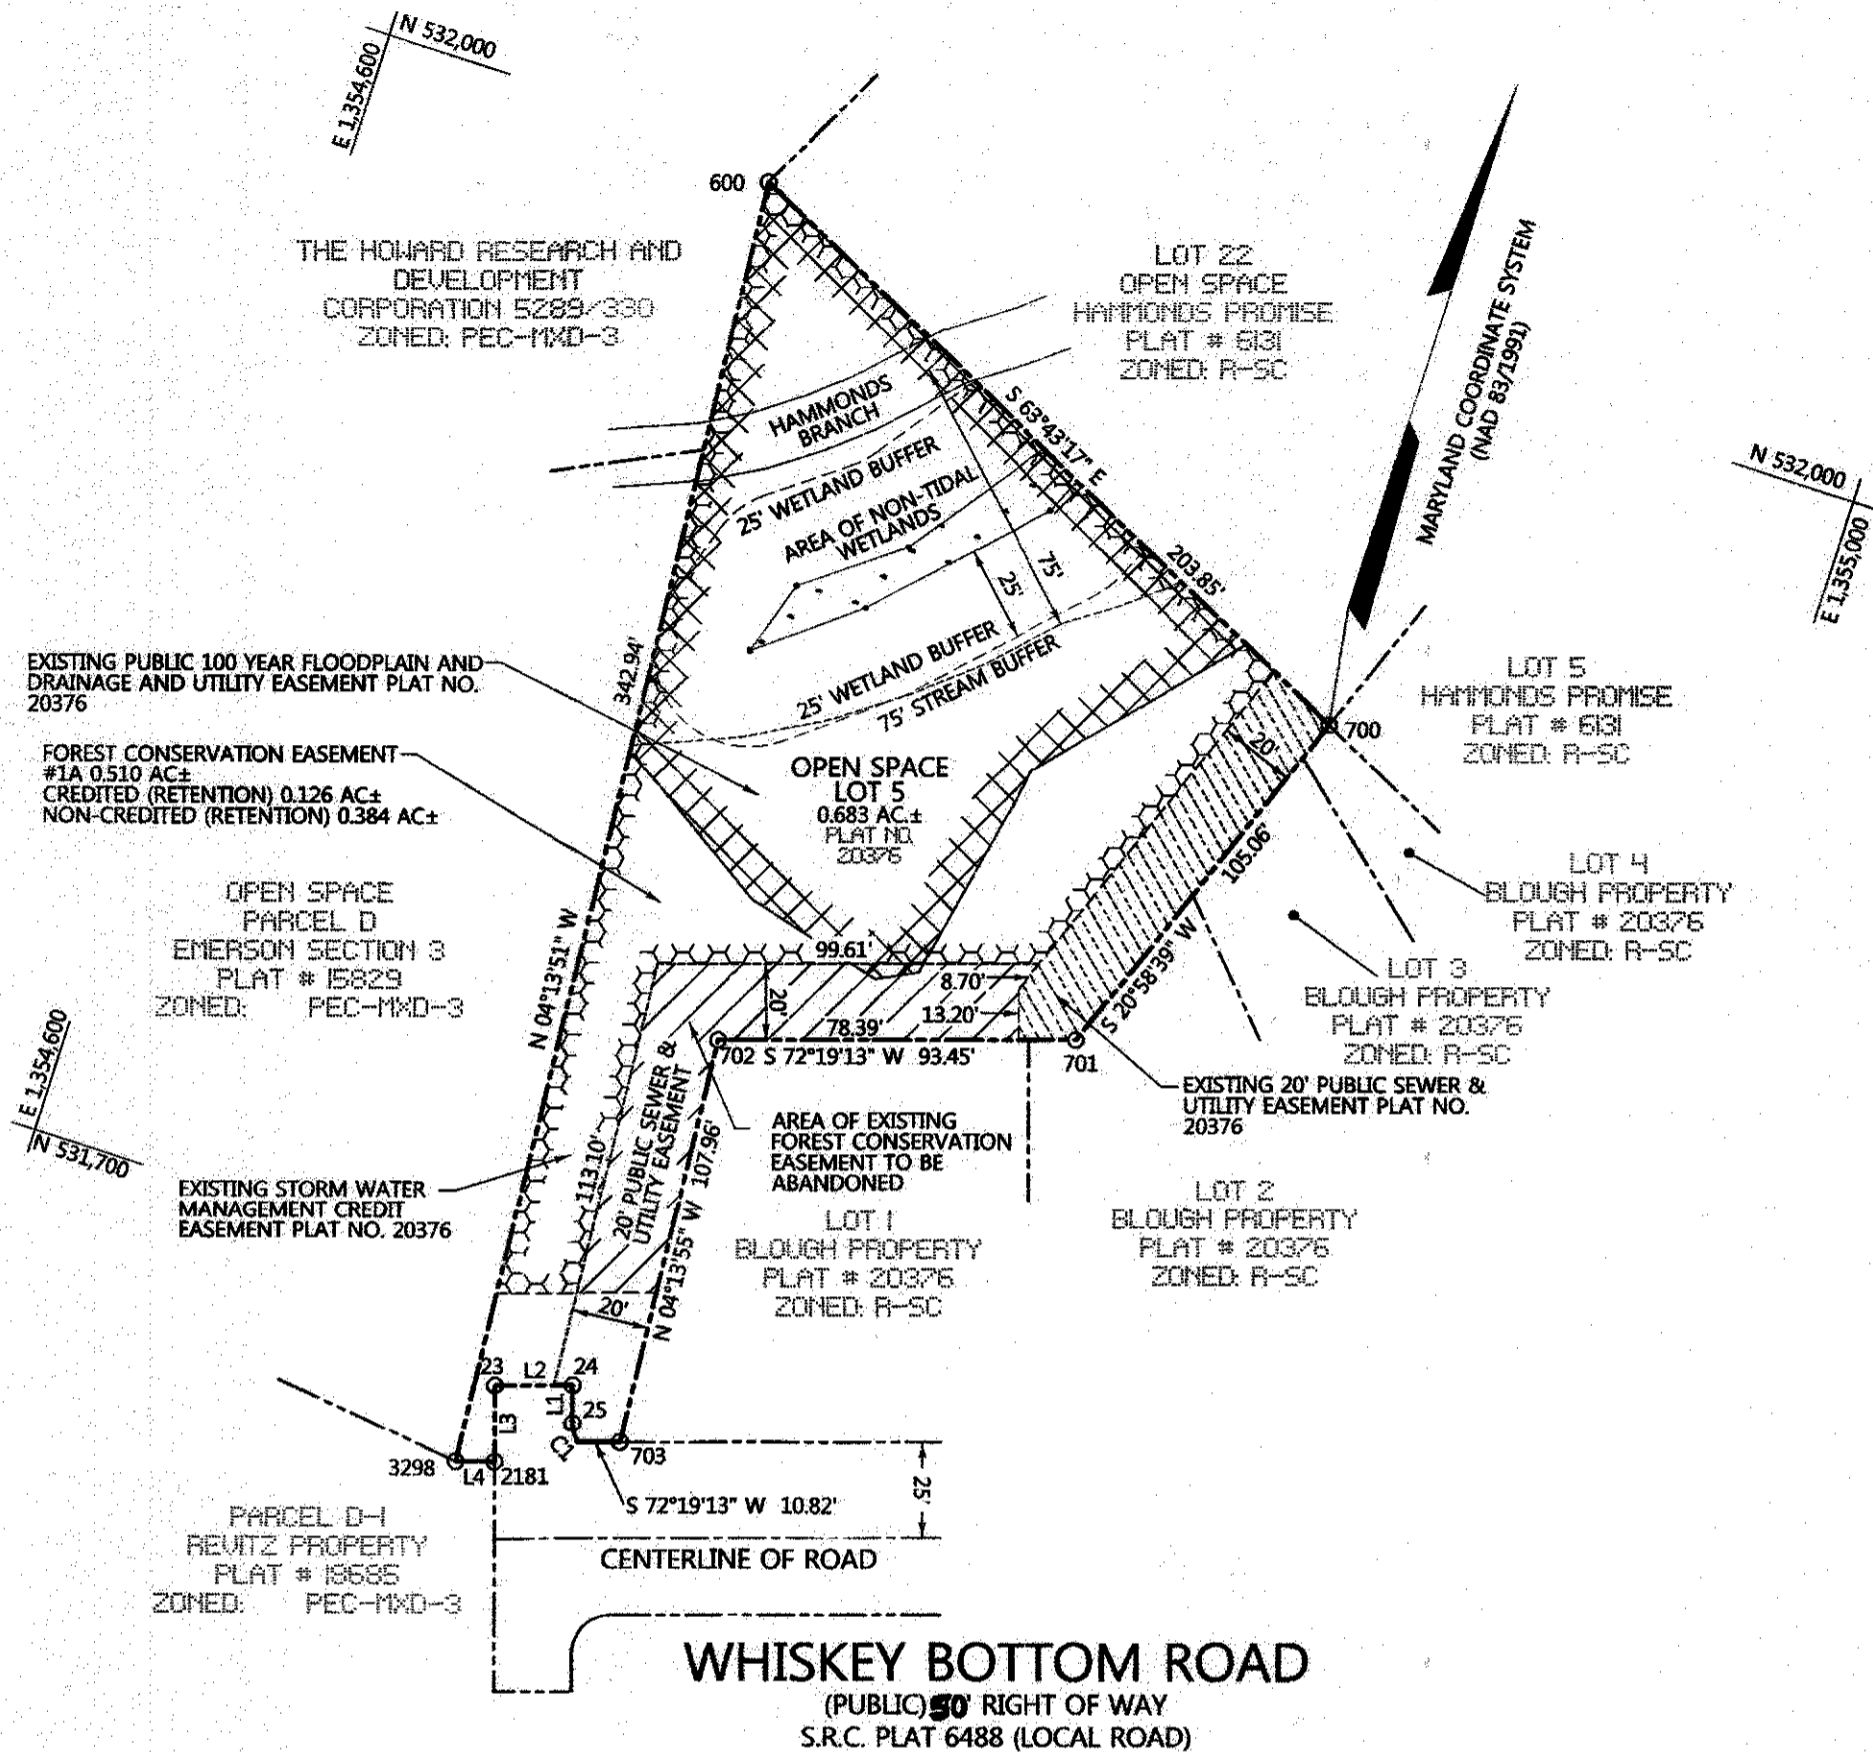 N 532,000
E 1,354,600
600
THE HOWARD RESEARCH AND
DEVELOPMENT
CORPORATION 5289/330
ZONED: PEC-MXD-3
LOT 22
OPEN SPACE
HAMMONDS PROMISE
PLAT # 6131
ZONED: R-SC
MARYLAND COORDINATE SYSTEM
(NAD 83/1991)
N 532,000
E 1,355,000
HAMMONDS
BRANCH
25' WETLAND BUFFER
AREA OF NON-TIDAL
WETLANDS
S 63°43'17" E
203.85'
75'
25'
25' WETLAND BUFFER
75' STREAM BUFFER
342.94'
EXISTING PUBLIC 100 YEAR FLOODPLAIN AND
DRAINAGE AND UTILITY EASEMENT PLAT NO.
20376
FOREST CONSERVATION EASEMENT
#1A 0.510 AC±
CREDITED (RETENTION) 0.126 AC±
NON-CREDITED (RETENTION) 0.384 AC±
OPEN SPACE
LOT 5
0.683 AC.±
PLAT NO.
20376
700
20'
LOT 5
HAMMONDS PROMISE
PLAT # 6131
ZONED: R-SC
105.06'
LOT 4
BLOUGH PROPERTY
PLAT # 20376
ZONED: R-SC
OPEN SPACE
PARCEL D
EMERSON SECTION 3
PLAT # 15829
ZONED: PEC-MXD-3
N 04°13'51" W
99.61'
8.70'
20'
13.20'
78.39'
S 20°58'39" W
LOT 3
BLOUGH PROPERTY
PLAT # 20376
ZONED: R-SC
702 S 72°19'13" W 93.45'
701
E 1,354,600
N 531,700
EXISTING 20' PUBLIC SEWER &
UTILITY EASEMENT PLAT NO.
20376
AREA OF EXISTING
FOREST CONSERVATION
EASEMENT TO BE
ABANDONED
20' PUBLIC SEWER &
UTILITY EASEMENT
113.10'
N 04°13'55" W 107.96'
EXISTING STORM WATER
MANAGEMENT CREDIT
EASEMENT PLAT NO. 20376
LOT 1
BLOUGH PROPERTY
PLAT # 20376
ZONED: R-SC
LOT 2
BLOUGH PROPERTY
PLAT # 20376
ZONED: R-SC
20'
23
L2
24
L1
25
L3
C1
703
3298
L4
2181
25'
S 72°19'13" W 10.82'
PARCEL D-1
REVITZ PROPERTY
PLAT # 18685
ZONED: PEC-MXD-3
CENTERLINE OF ROAD
WHISKEY BOTTOM ROAD
(PUBLIC) 50' RIGHT OF WAY
S.R.C. PLAT 6488 (LOCAL ROAD)